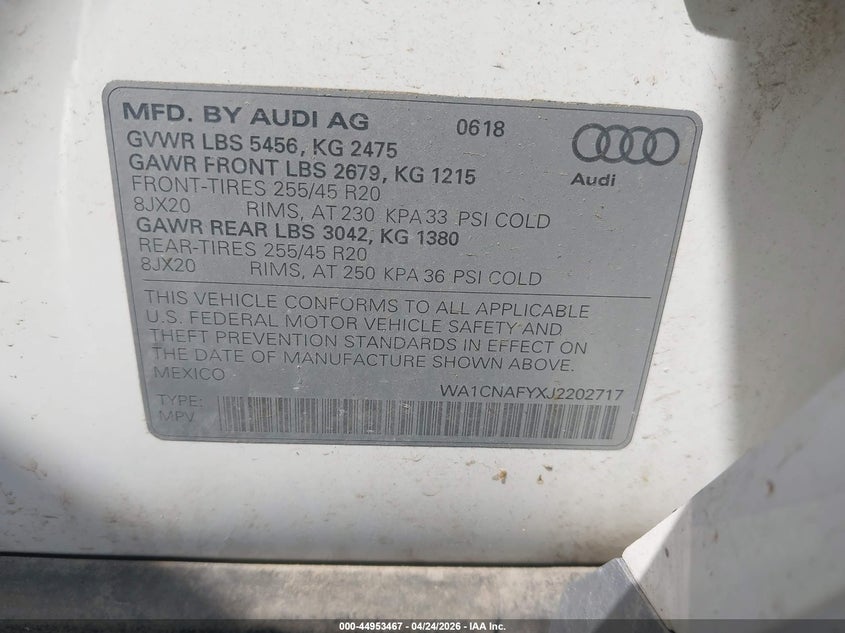 MFD. BY AUDI AG 0618
GVWR LBS 5456, KG 2475
GAWR FRONT LBS 2679, KG 1215
FRONT-TIRES 255/45 R20
8JX20 RIMS, AT 230 KPA 33 PSI COLD
GAWR REAR LBS 3042, KG 1380
REAR-TIRES 255/45 R20
8JX20 RIMS, AT 250 KPA 36 PSI COLD
Audi
THIS VEHICLE CONFORMS TO ALL APPLICABLE
U.S. FEDERAL MOTOR VEHICLE SAFETY AND
THEFT PREVENTION STANDARDS IN EFFECT ON
THE DATE OF MANUFACTURE SHOWN ABOVE.
MEXICO
WA1CNAFYXJ2202717
TYPE:
MPV
000-44953467 - 04/24/2026 - IAA Inc.